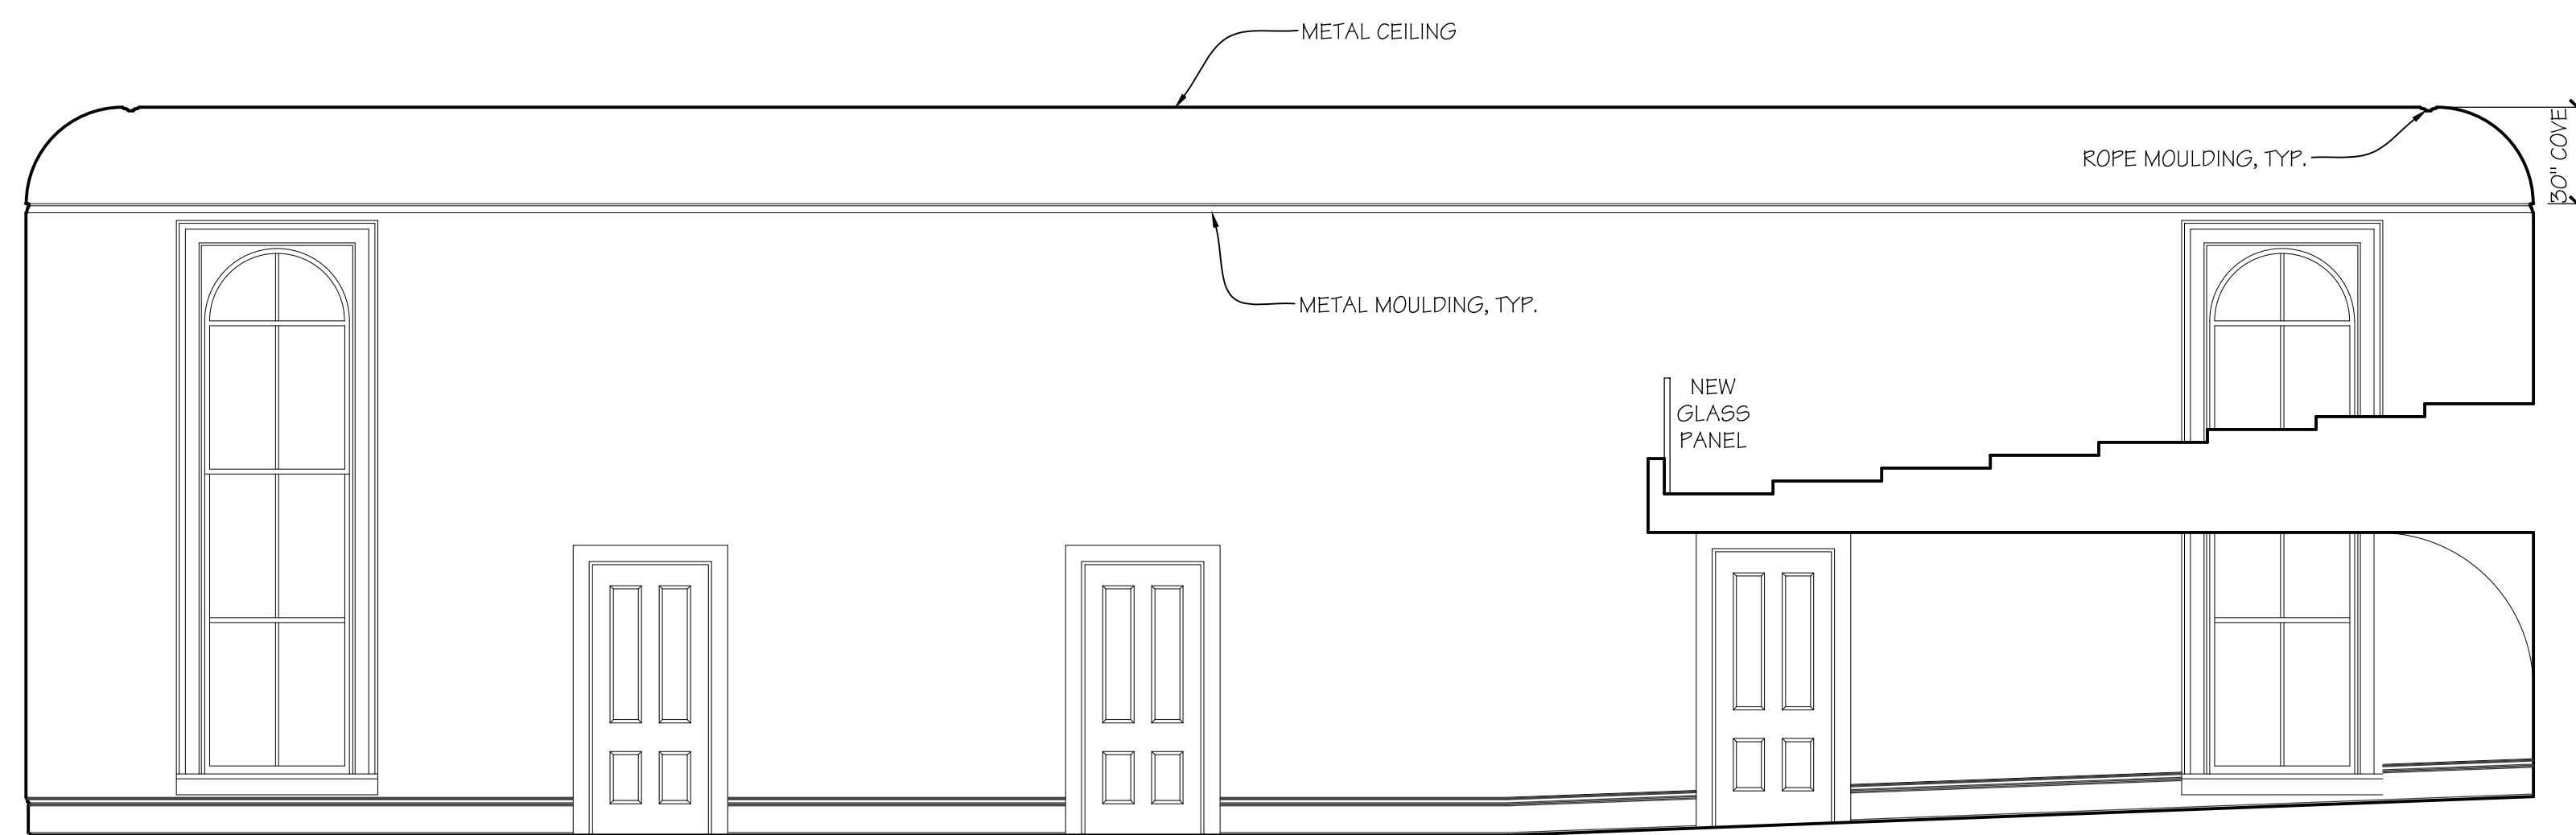 METAL CEILING
ROPE MOULDING, TYP.
30" COVE
METAL MOULDING, TYP.
NEW
GLASS
PANEL